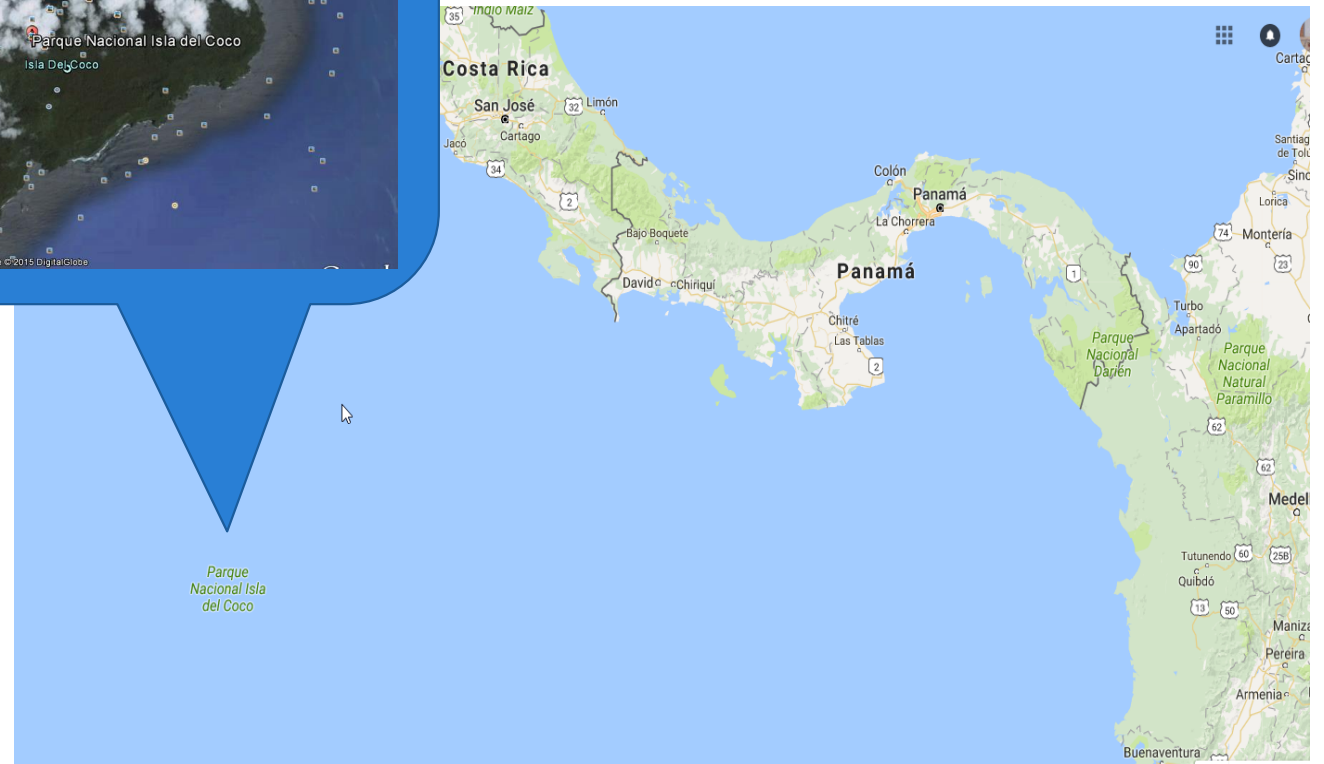 Parque Nacional Isla del Coco
Isla Del Coco
© 2015 DigitalGlobe
35
Indio Maíz
Costa Rica
San José
32
Limón
Cartago
Jacó
34
2
Bajo Boquete
David
Chiriquí
Colón
Panamá
La Chorrera
Panamá
Chitré
Las Tablas
2
1
Parque
Nacional
Darién
Cartag
Santiag
de Tolú
Sinc
Lorica
74
Montería
90
23
Turbo
Apartadó
Parque
Nacional
Natural
Paramillo
62
62
Medel
Tutunendo
60
25B
Quibdó
13
50
Maniza
Pereira
Armenia
Buenaventura
Parque
Nacional Isla
del Coco